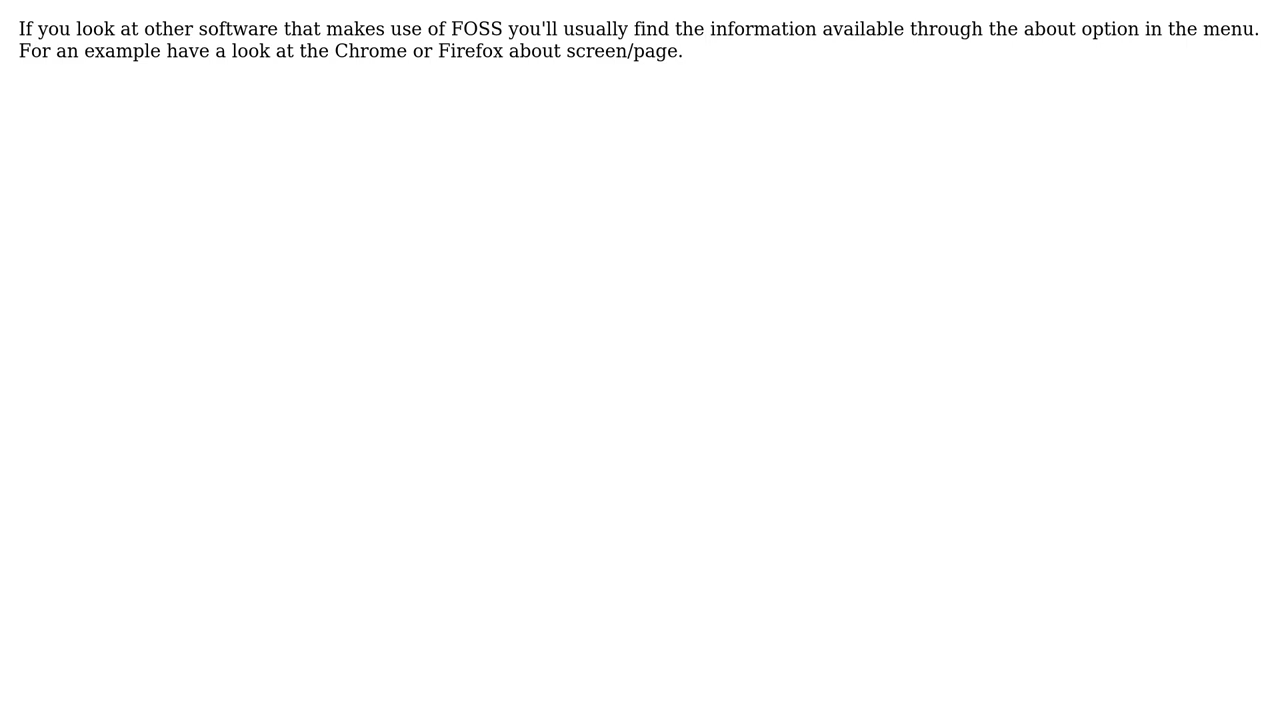 If you look at other software that makes use of FOSS you'll usually find the information available through the about option in the menu.
For an example have a look at the Chrome or Firefox about screen/page.